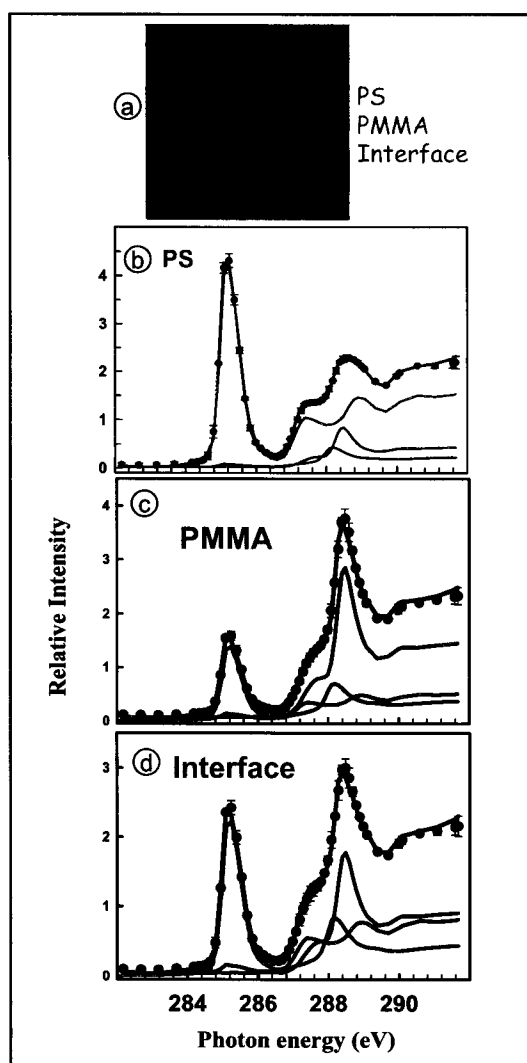 a
PS
PMMA
Interface
b PS
4
3
2
1
0
c
PMMA
4
3
2
1
0
d Interface
3
2
1
0
Relative Intensity
284 286 288 290
Photon energy (eV)